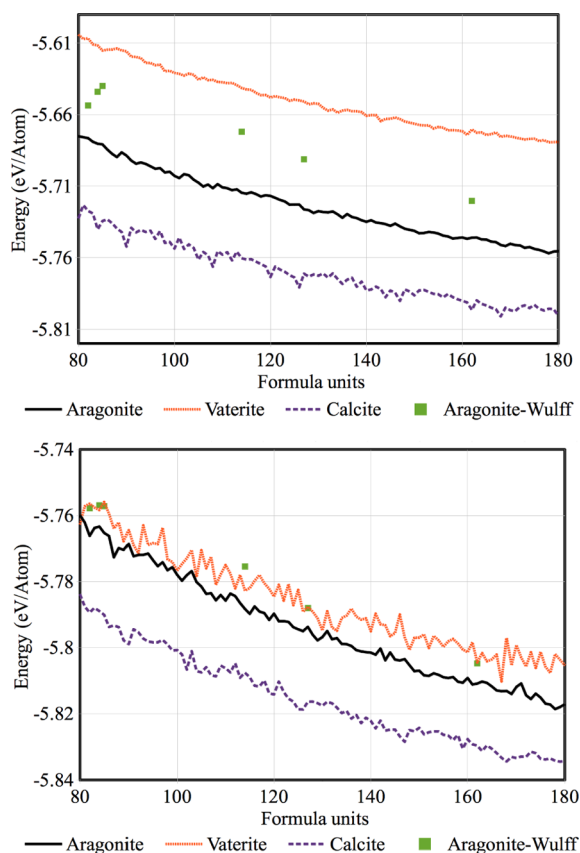 -5.61
-5.66
-5.71
-5.76
-5.81
Energy (eV/Atom)
80 100 120 140 160 180
Formula units
Aragonite Vaterite Calcite Aragonite-Wulff
-5.74
-5.76
-5.78
-5.8
-5.82
-5.84
Energy (eV/Atom)
80 100 120 140 160 180
Formula units
Aragonite Vaterite Calcite Aragonite-Wulff